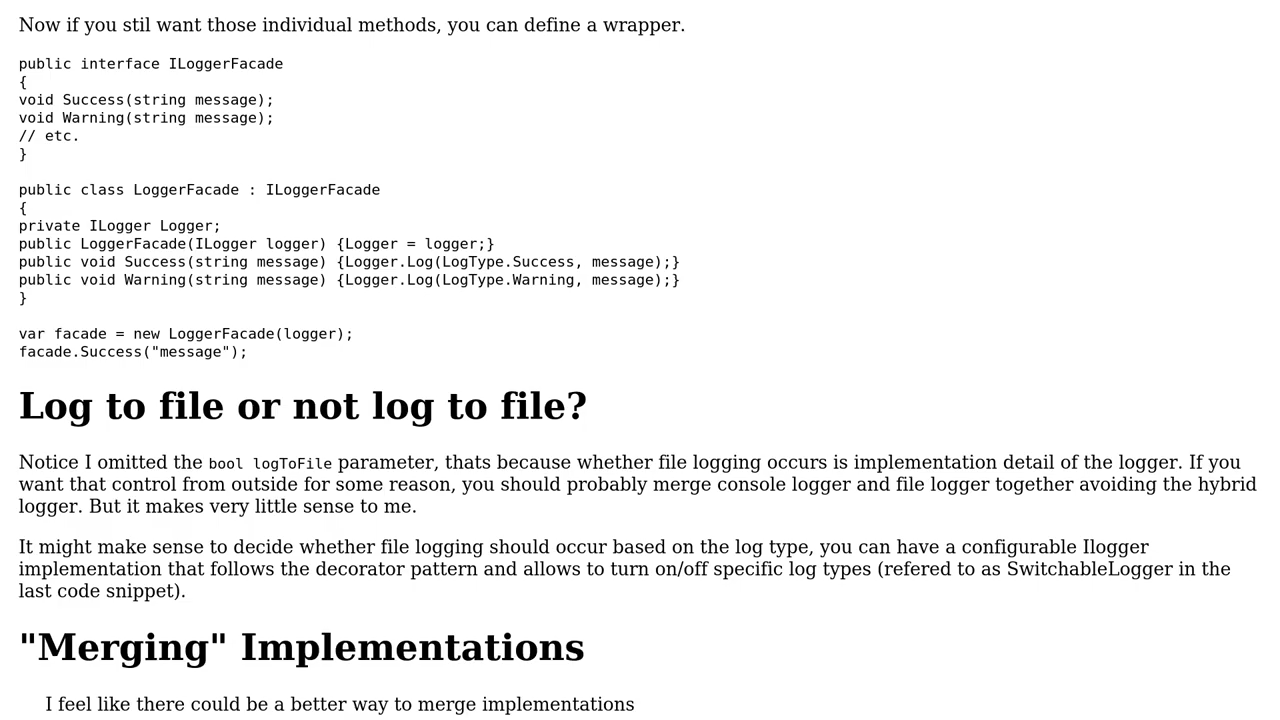 Now if you stil want those individual methods, you can define a wrapper.
public interface ILoggerFacade
{
void Success(string message);
void Warning(string message);
// etc.
}
public class LoggerFacade : ILoggerFacade
{
private ILogger Logger;
public LoggerFacade(ILogger logger) {Logger = logger;}
public void Success(string message) {Logger.Log(LogType.Success, message);}
public void Warning(string message) {Logger.Log(LogType.Warning, message);}
}
var facade = new LoggerFacade(logger);
facade.Success("message");
Log to file or not log to file?
Notice I omitted the bool logToFile parameter, thats because whether file logging occurs is implementation detail of the logger. If you
want that control from outside for some reason, you should probably merge console logger and file logger together avoiding the hybrid
logger. But it makes very little sense to me.
It might make sense to decide whether file logging should occur based on the log type, you can have a configurable Ilogger
implementation that follows the decorator pattern and allows to turn on/off specific log types (refered to as SwitchableLogger in the
last code snippet).
"Merging" Implementations
I feel like there could be a better way to merge implementations